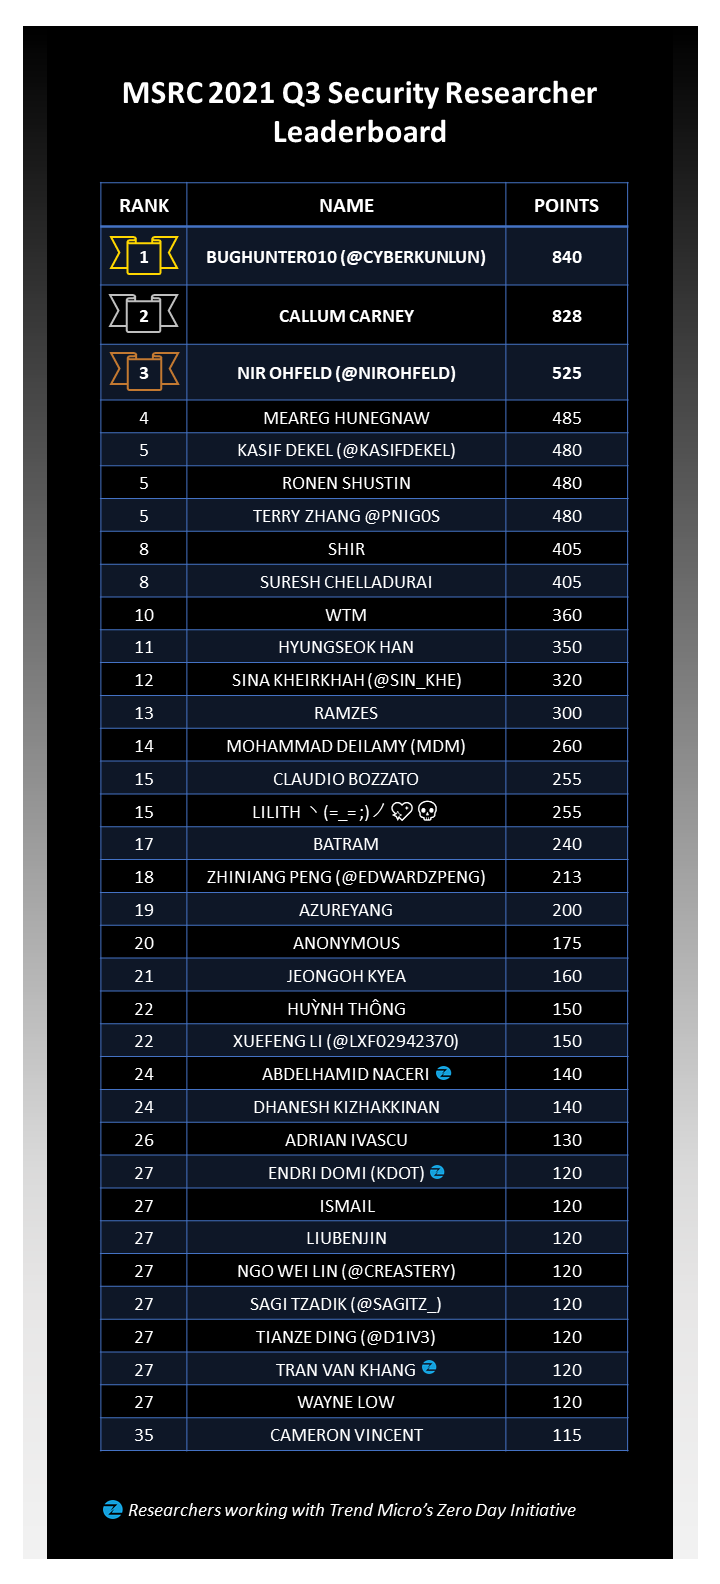 MSRC 2021 Q3 Security Researcher
Leaderboard
RANK NAME POINTS
1 BUGHUNTER010 (@CYBERKUNLUN) 840
2 CALLUM CARNEY 828
3 NIR OHFELD (@NIROHFELD) 525
4 MEAREG HUNEGNAW 485
5 KASIF DEKEL (@KASIFDEKEL) 480
5 RONEN SHUSTIN 480
5 TERRY ZHANG @PNIG0S 480
8 SHIR 405
8 SURESH CHELLADURAI 405
10 WTM 360
11 HYUNGSEOK HAN 350
12 SINA KHEIRKHAH (@SIN_KHE) 320
13 RAMZES 300
14 MOHAMMAD DEILAMY (MDM) 260
15 CLAUDIO BOZZATO 255
15 LILITH ヽ(=_= ;)ノ 💘 💀 255
17 BATRAM 240
18 ZHINIANG PENG (@EDWARDZPENG) 213
19 AZUREYANG 200
20 ANONYMOUS 175
21 JEONGOH KYEA 160
22 HUỲNH THÔNG 150
22 XUEFENG LI (@LXF02942370) 150
24 ABDELHAMID NACERI 140
24 DHANESH KIZHAKKINAN 140
26 ADRIAN IVASCU 130
27 ENDRI DOMI (KDOT) 120
27 ISMAIL 120
27 LIUBENJIN 120
27 NGO WEI LIN (@CREASTERY) 120
27 SAGI TZADIK (@SAGITZ_) 120
27 TIANZE DING (@D1IV3) 120
27 TRAN VAN KHANG 120
27 WAYNE LOW 120
35 CAMERON VINCENT 115
Researchers working with Trend Micro’s Zero Day Initiative